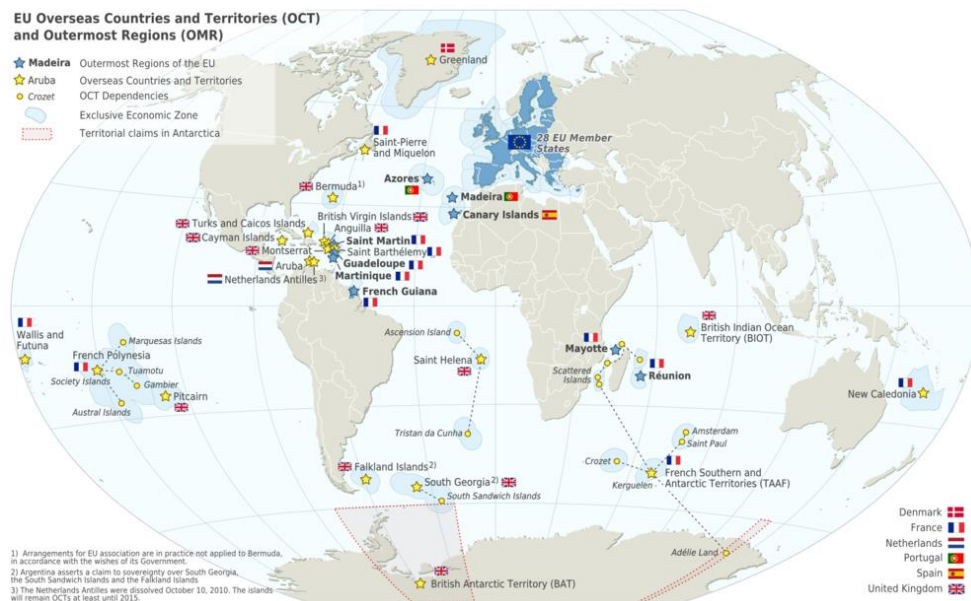 EU Overseas Countries and Territories (OCT)
and Outermost Regions (OMR)
Madeira Outermost Regions of the EU
Aruba Overseas Countries and Territories
Crozet OCT Dependencies
Exclusive Economic Zone
Territorial claims in Antarctica
Greenland
28 EU Member
States
Saint-Pierre
and Miquelon
Azores
Madeira
Bermuda1)
Canary Islands
British Virgin Islands
Turks and Caicos Islands
Anguilla
Cayman Islands
Saint Martin
Montserrat
Saint Barthélemy
Aruba
Guadeloupe
Netherlands Antilles3)
Martinique
French Guiana
Wallis and
Futuna
Marquesas Islands
French Polynesia
Tuamotu
Society Islands
Gambier
Pitcairn
Austral Islands
Ascension Island
Saint Helena
Tristan da Cunha
British Indian Ocean
Territory (BIOT)
Mayotte
Scattered
Islands
Réunion
New Caledonia
Amsterdam
Saint Paul
Crozet
French Southern and
Antarctic Territories (TAAF)
Kerguelen
Falkland Islands2)
South Georgia2)
South Sandwich Islands
Adélie Land
British Antarctic Territory (BAT)
Denmark
France
Netherlands
Portugal
Spain
United Kingdom
1) Arrangements for EU association are in practice not applied to Bermuda,
in accordance with the wishes of its Government.
2) Argentina asserts a claim to sovereignty over South Georgia,
the South Sandwich Islands and the Falkland Islands
3) The Netherlands Antilles were dissolved October 10, 2010. The islands
will remain OCTs at least until 2015.